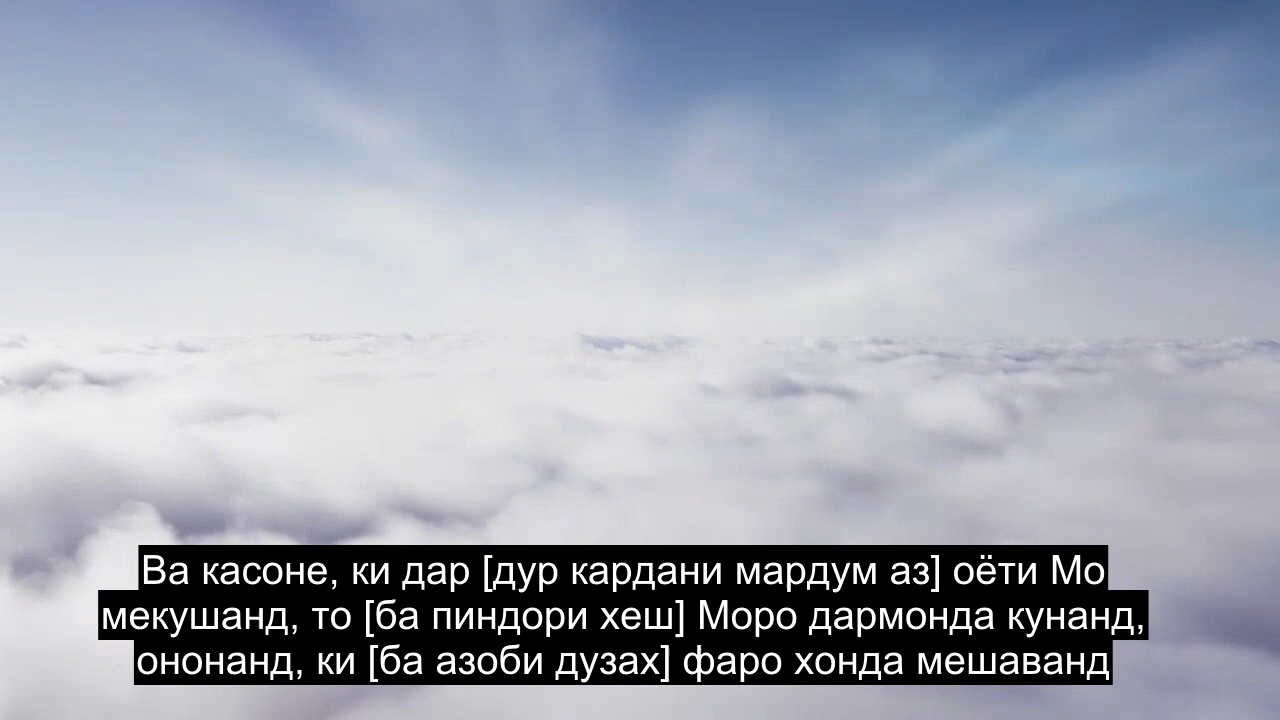 Ва касоне, ки дар [дур кардани мардум аз] оёти Мо
мекушанд, то [ба пиндори хеш] Моро дармонда кунанд,
ононанд, ки [ба азоби дузах] фаро хонда мешаванд